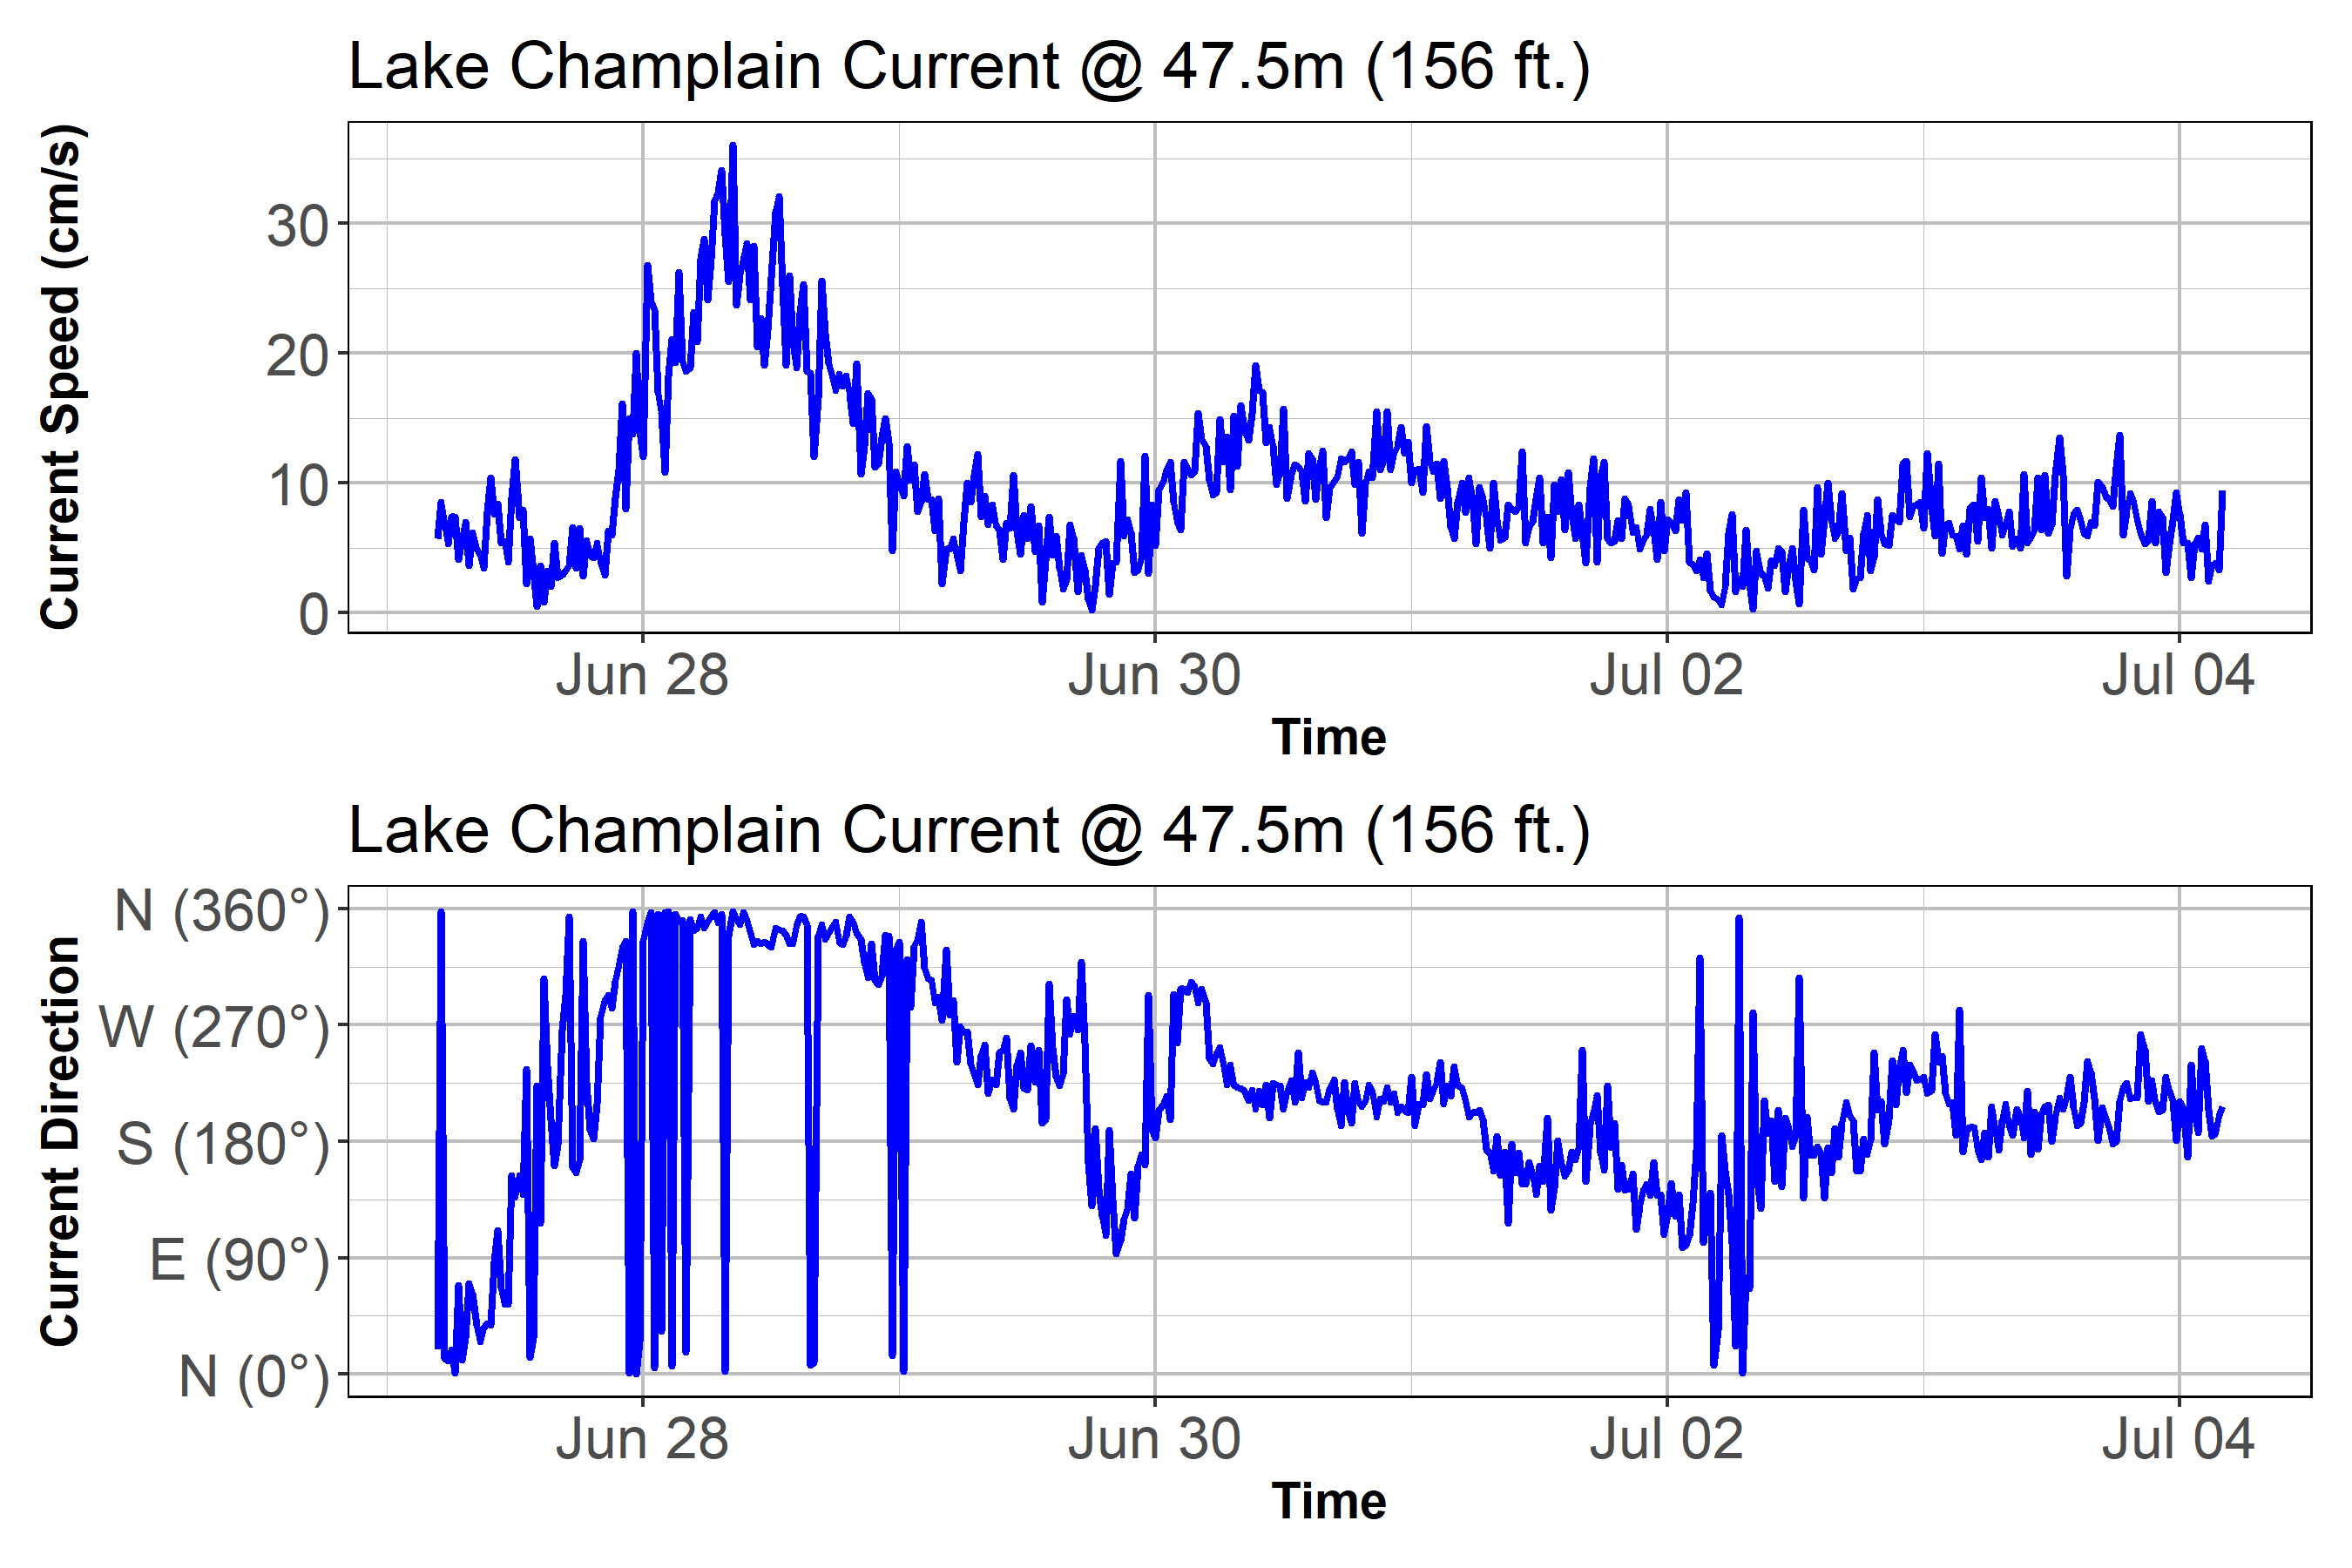 Lake Champlain Current @ 47.5m (156 ft.)
Current Speed (cm/s)
30
20
10
0
Jun 28 Jun 30 Jul 02 Jul 04
Time
Lake Champlain Current @ 47.5m (156 ft.)
Current Direction
N (360°)
W (270°)
S (180°)
E (90°)
N (0°)
Jun 28 Jun 30 Jul 02 Jul 04
Time